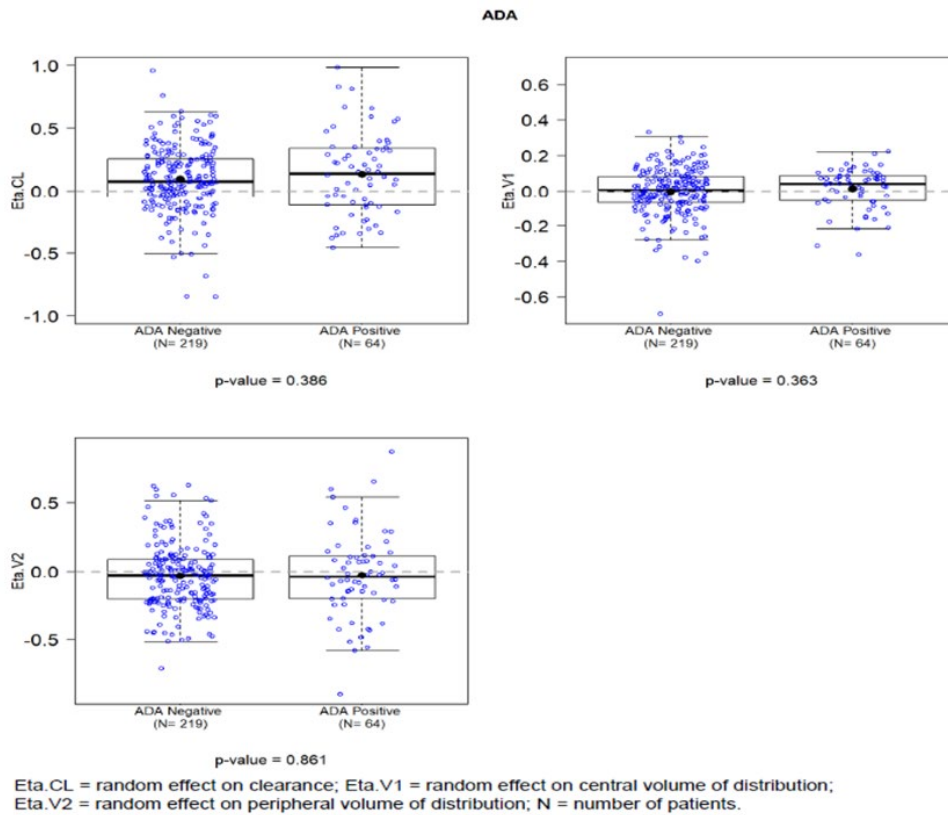 ADA
1.0
0.5
0.0
-0.5
-1.0
Eta.CL
ADA Negative
(N= 219)
ADA Positive
(N= 64)
p-value = 0.386
0.6
0.4
0.2
0.0
-0.2
-0.4
-0.6
Eta.V1
ADA Negative
(N= 219)
ADA Positive
(N= 64)
p-value = 0.363
0.5
0.0
-0.5
Eta.V2
ADA Negative
(N= 219)
ADA Positive
(N= 64)
p-value = 0.861
Eta.CL = random effect on clearance; Eta.V1 = random effect on central volume of distribution;
Eta.V2 = random effect on peripheral volume of distribution; N = number of patients.